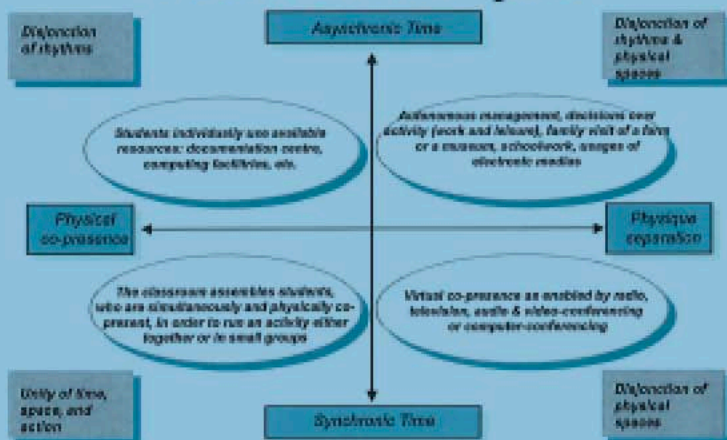 Disjunction
of rhythms
Asynchronic Time
Disjunction of
rhythms &
physical
spaces
Students individually use available
resources: documentation centre,
computing facilitries, etc.
Autonomous management, decisions over
activity (work and leisure), family visit of a farm
or a museum, schoolwork, usages of
electronic medias
Physical
co-presence
Physique
separation
The classroom assembles students,
who are simultaneously and physically co-
present, in order to run an activity either
together or in small groups
Virtual co-presence as enabled by radio,
television, audio & video-conferencing
or computer-conferencing
Unity of time,
space, and
action
Synchronic Time
Disjonction of
physical
spaces